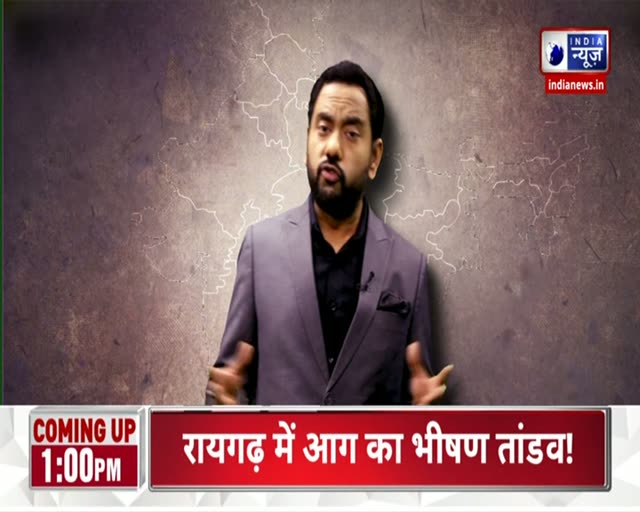 INDIA
न्यूज़
indianews.in
COMING UP
1:00PM
रायगढ़ में आग का भीषण तांडव!